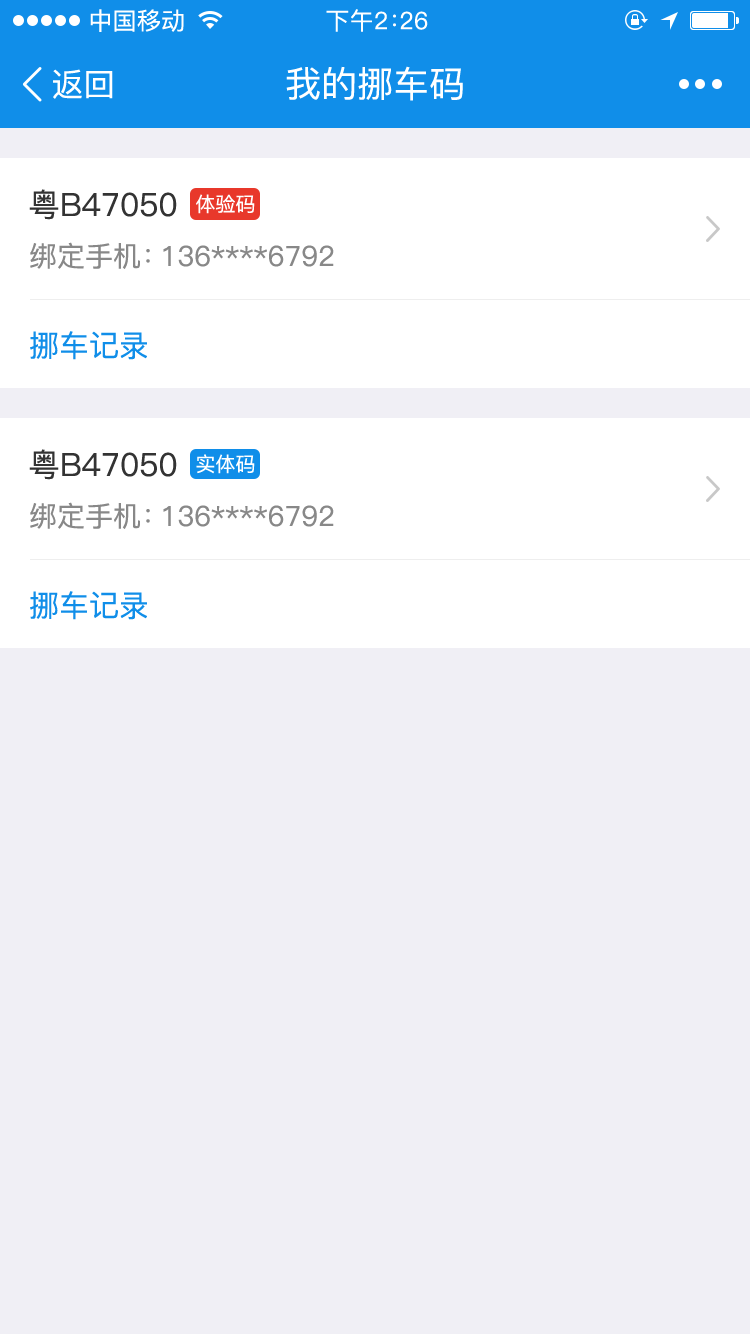 中国移动 下午2:26
返回 我的挪车码
粤B47050 体验码
绑定手机: 136****6792
挪车记录
粤B47050 实体码
绑定手机: 136****6792
挪车记录